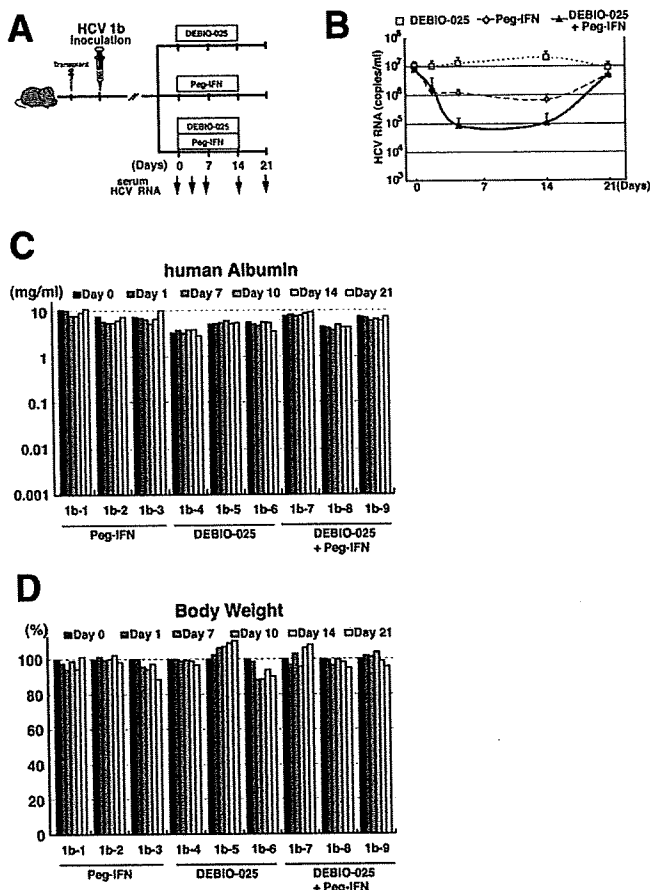 A
HCV 1b
Inoculation
Transplant
DEBIO-025
Peg-IFN
DEBIO-025
Peg-IFN
(Days) 0 7 14 21
serum
HCV RNA
B
DEBIO-025 Peg-IFN DEBIO-025
+ Peg-IFN
HCV RNA (copies/ml)
10⁸
10⁷
10⁶
10⁵
10⁴
10³
0 7 14 21(Days)
C
human Albumin
(mg/ml) Day 0 Day 1 Day 7 Day 10 Day 14 Day 21
10
1
0.1
0.01
0.001
1b-1 1b-2 1b-3 1b-4 1b-5 1b-6 1b-7 1b-8 1b-9
Peg-IFN DEBIO-025 DEBIO-025
+ Peg-IFN
D
Body Weight
(%) Day 0 Day 1 Day 7 Day 10 Day 14 Day 21
100
80
60
40
20
0
1b-1 1b-2 1b-3 1b-4 1b-5 1b-6 1b-7 1b-8 1b-9
Peg-IFN DEBIO-025 DEBIO-025
+ Peg-IFN